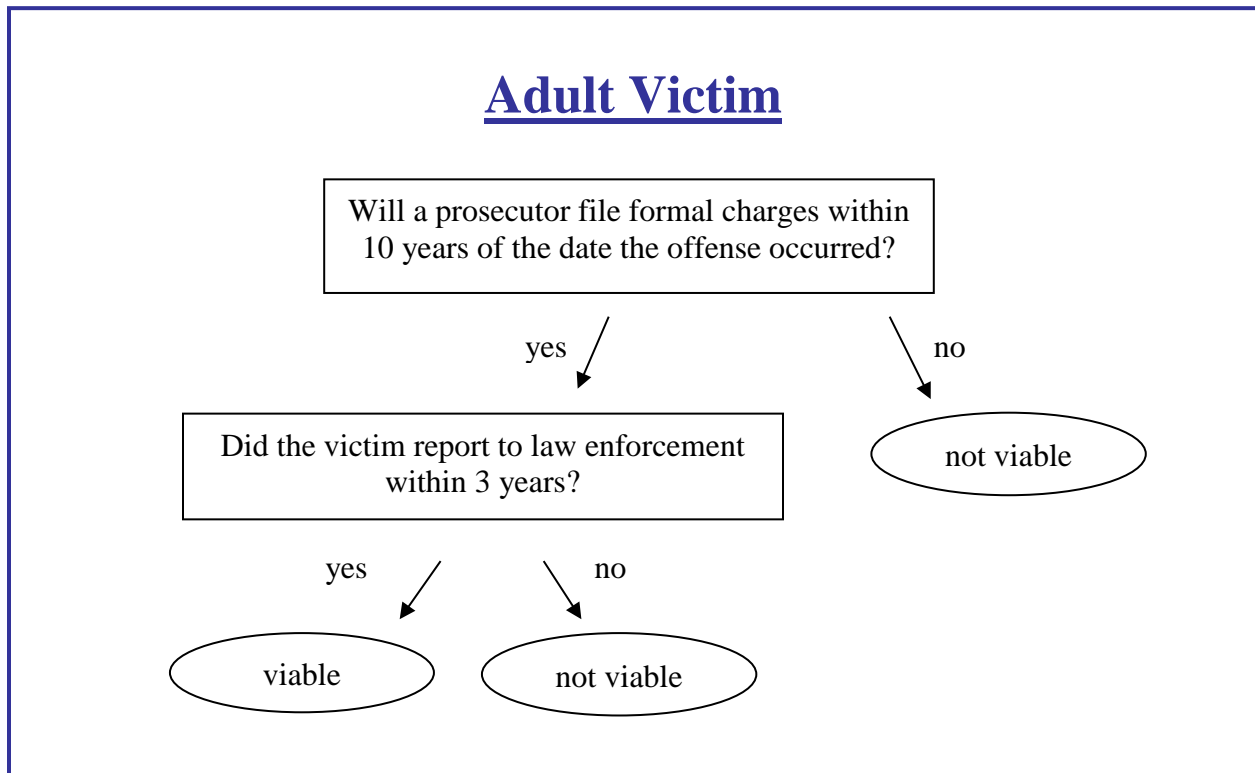 Adult Victim
Will a prosecutor file formal charges within
10 years of the date the offense occurred?
yes
no
Did the victim report to law enforcement
within 3 years?
not viable
yes
no
viable
not viable